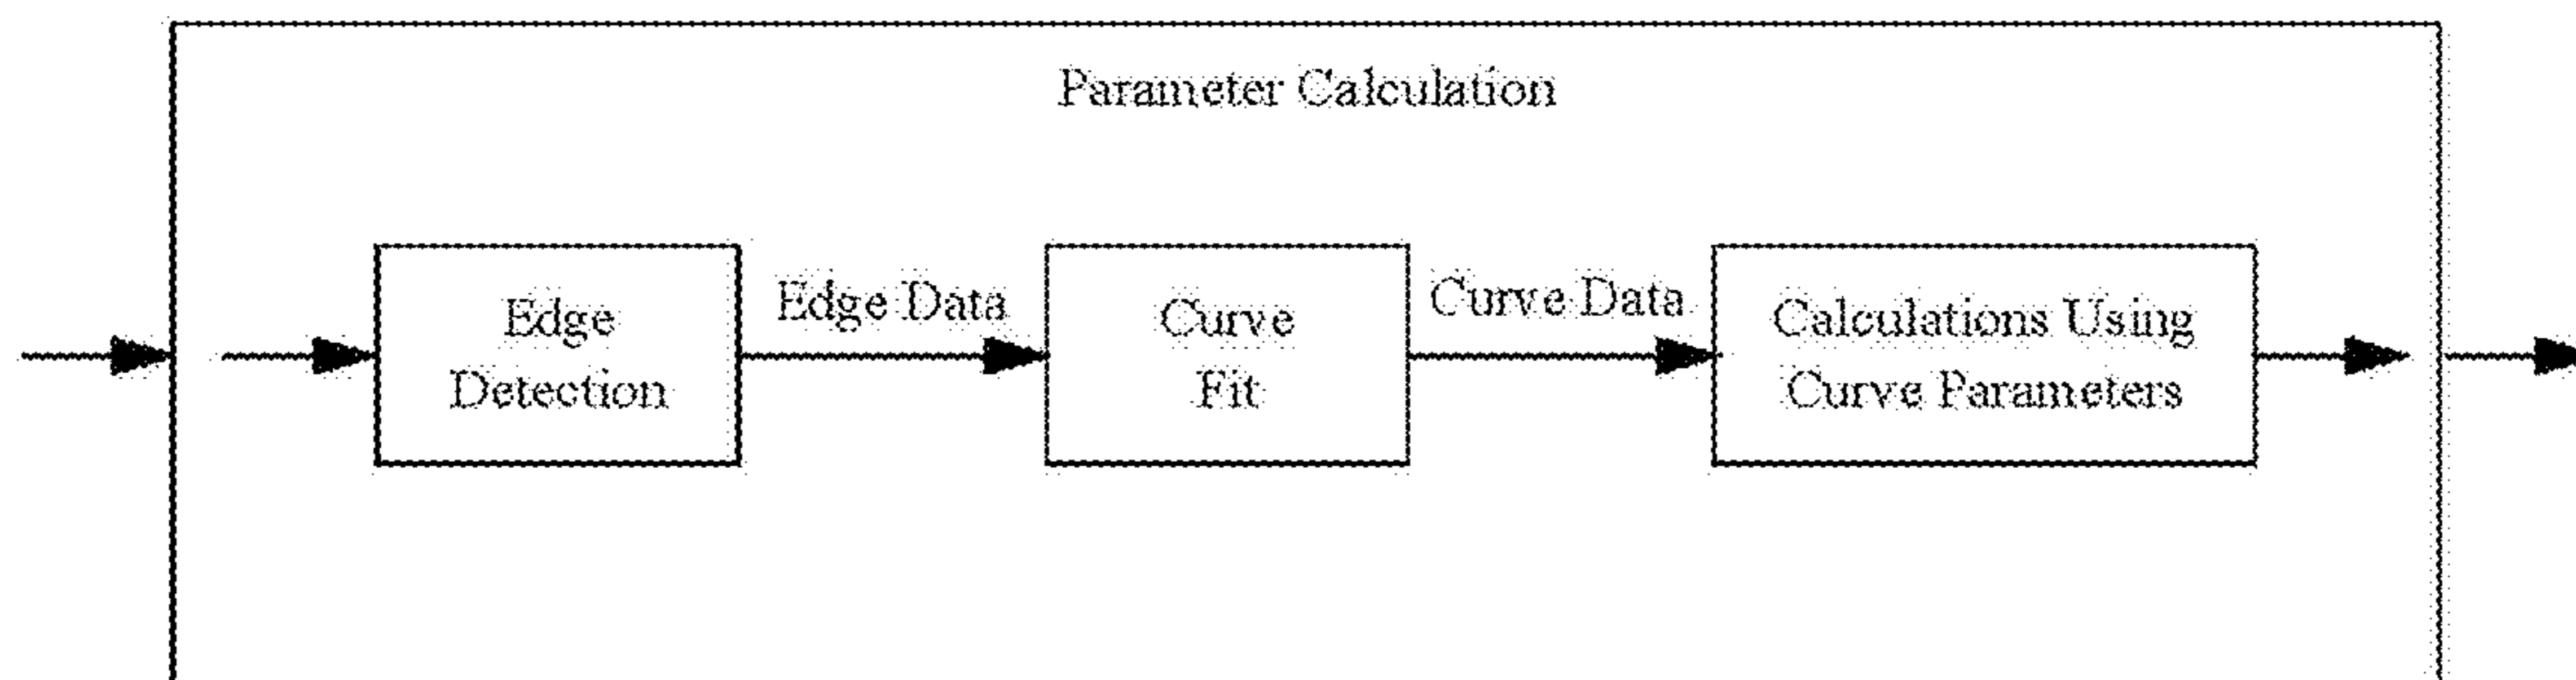 Parameter Calculation
Edge Data
Curve Data
Edge
Detection
Curve
Fit
Calculations Using
Curve Parameters